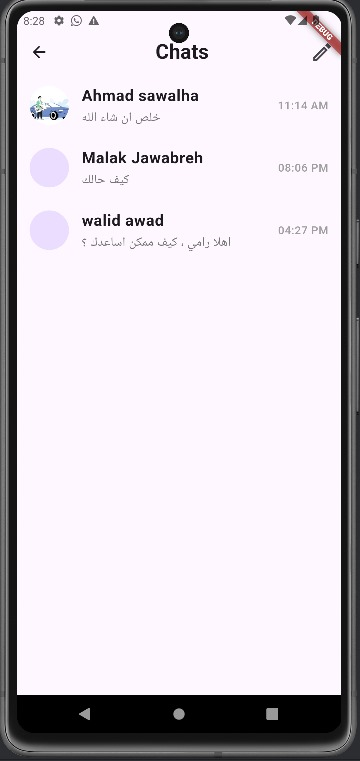 8:28
DEBUG
Chats
Ahmad sawalha
11:14 AM
خلص ان شاء الله
Malak Jawabreh
08:06 PM
كيف حالك
walid awad
04:27 PM
اهلا رامي ، كيف ممكن اساعدك ؟